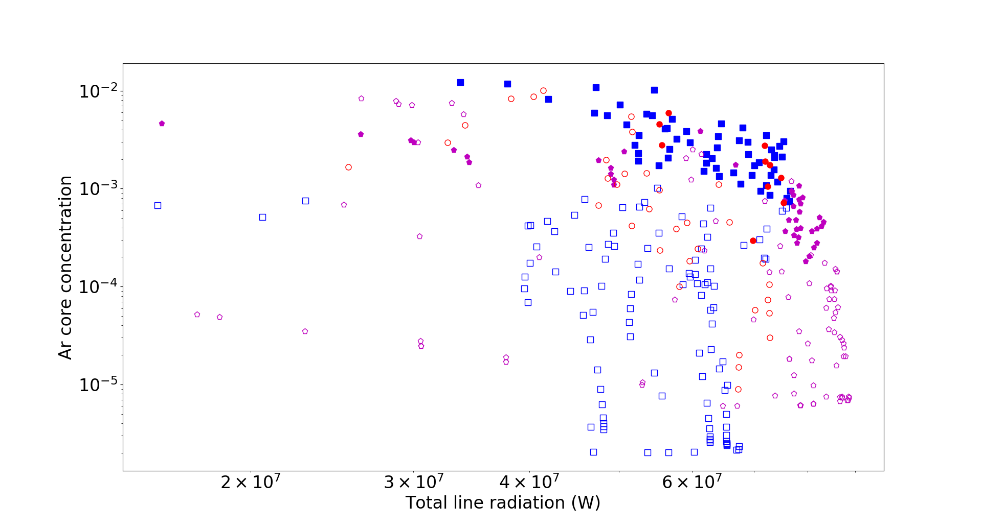 10⁻²
10⁻³
10⁻⁴
10⁻⁵
Ar core concentration
2 × 10⁷ 3 × 10⁷ 4 × 10⁷ 6 × 10⁷
Total line radiation (W)